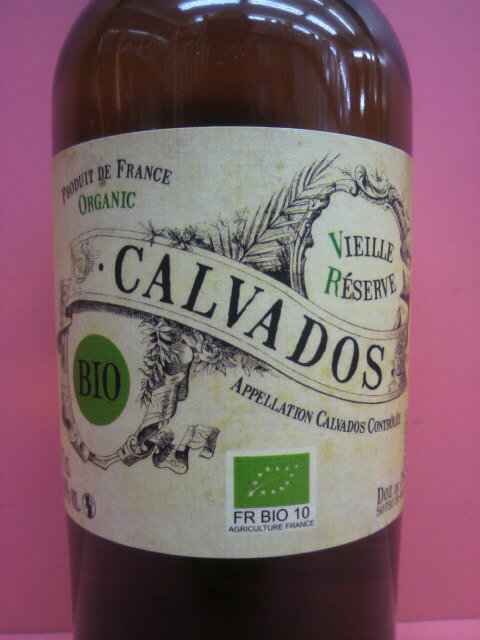 PRODUIT DE FRANCE
ORGANIC
VIEILLE
RÉSERVE
· CALVADOS
BIO
APPELLATION CALVADOS CONTRÔLÉE
FR BIO 10
AGRICULTURE FRANCE